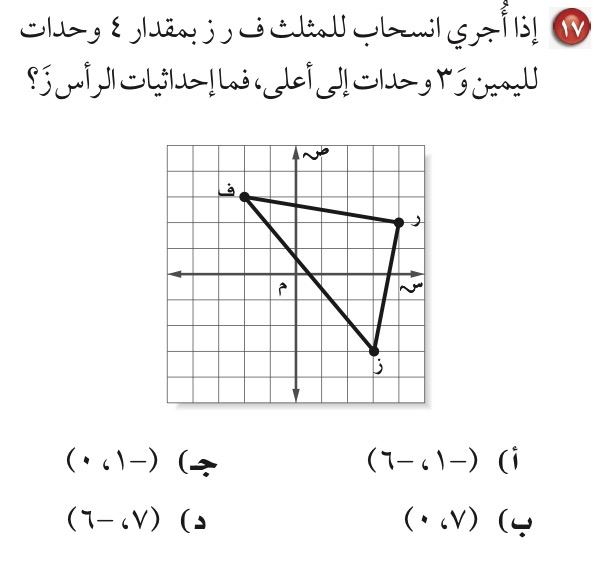 ١٧ إذا أُجري انسحاب للمثلث ف ر ز بمقدار ٤ وحدات
لليمين وَ ٣ وحدات إلى أعلى، فما إحداثيات الرأس زَ؟
ص
ف
ر
م
س
ز
أ) (-١، -٦) جـ) (-١، ٠)
ب) (٧، ٠) د) (٧، -٦)